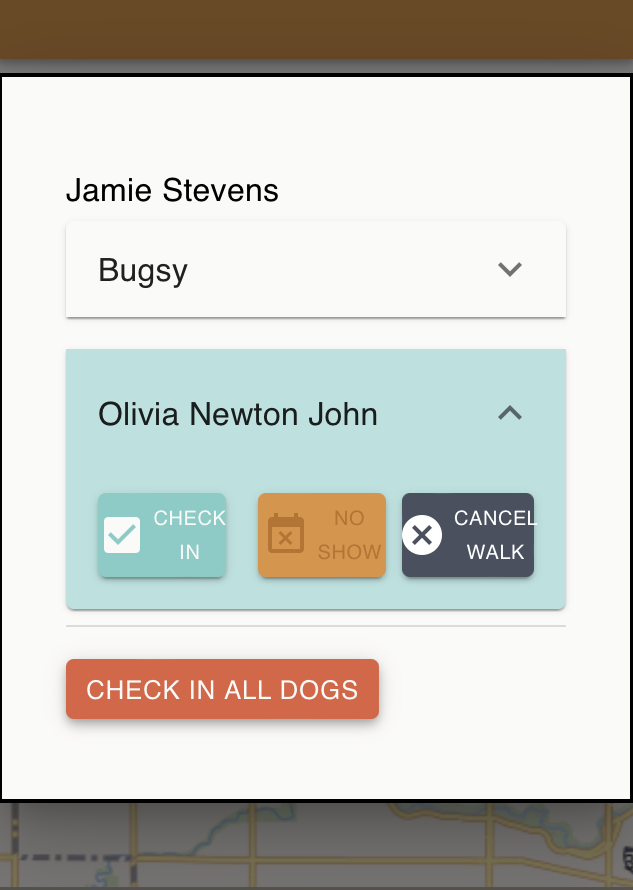 Jamie Stevens
Bugsy
Olivia Newton John
CHECK
IN
NO
SHOW
CANCEL
WALK
CHECK IN ALL DOGS